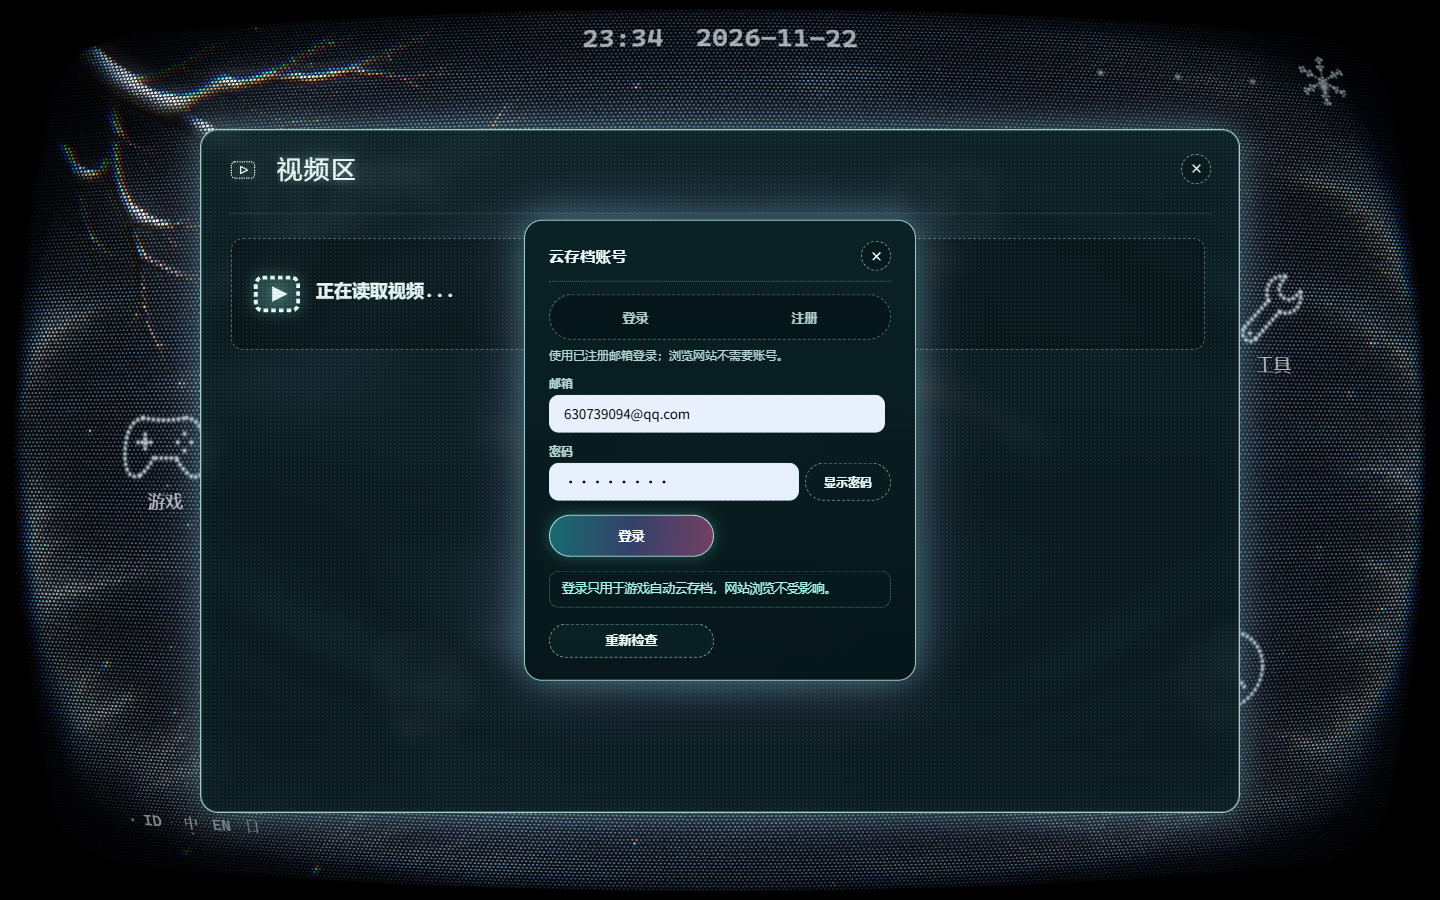 23:34 2026-11-22
视频区
云存档账号
正在读取视频...
登录 注册
使用已注册邮箱登录；浏览网站不需要账号。
邮箱
630739094@qq.com
密码
显示密码
登录
登录只用于游戏自动云存档，网站浏览不受影响。
重新检查
工具
游戏
· ID 中 EN 日